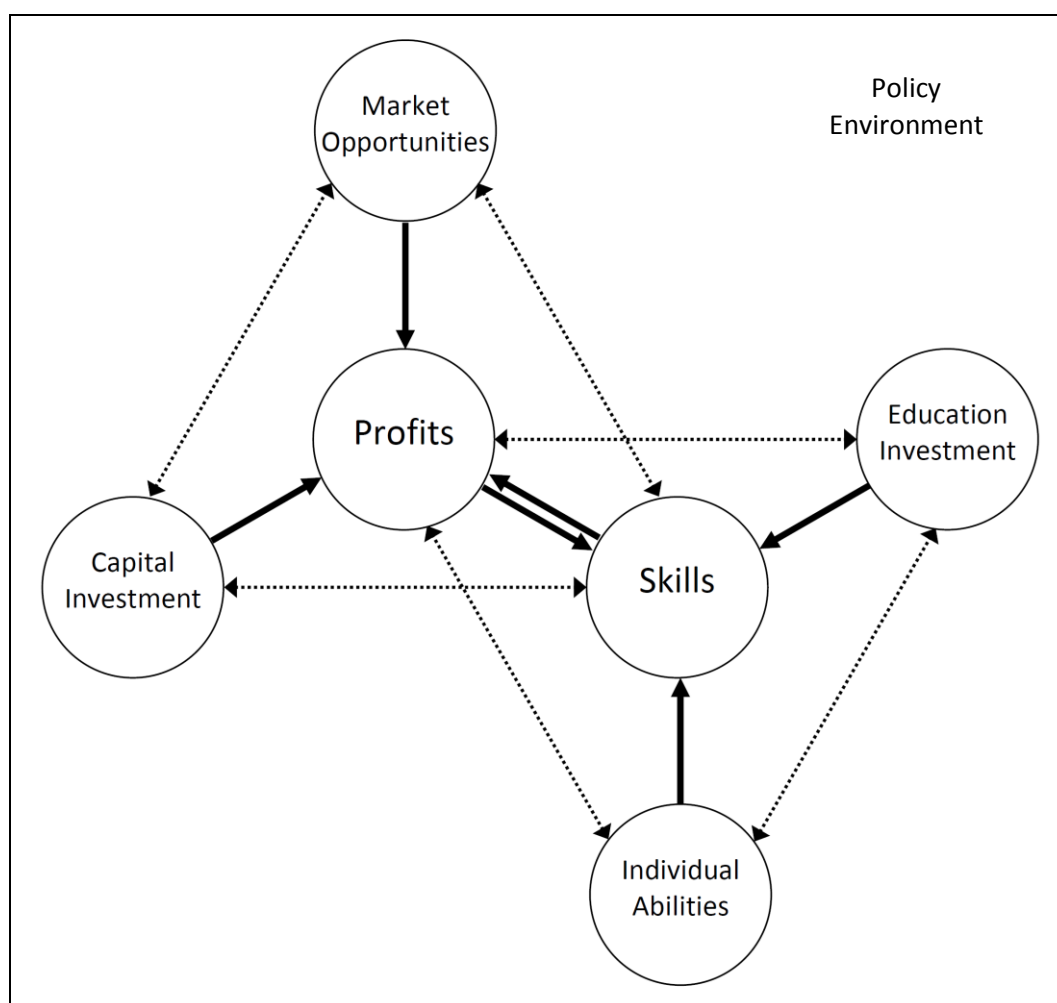 Market
Opportunities
Policy
Environment
Profits
Education
Investment
Capital
Investment
Skills
Individual
Abilities